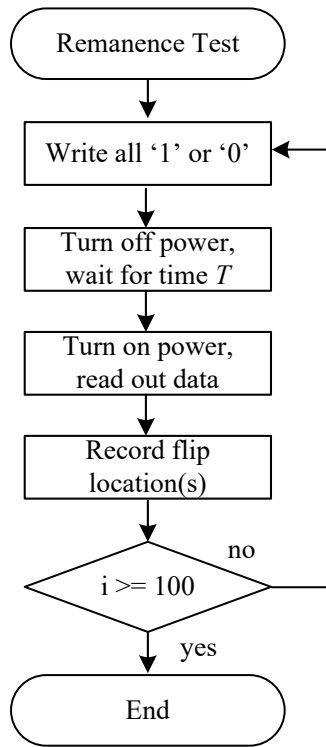 Remanence Test
Write all ‘1’ or ‘0’
Turn off power,
wait for time T
Turn on power,
read out data
Record flip
location(s)
no
i >= 100
yes
End